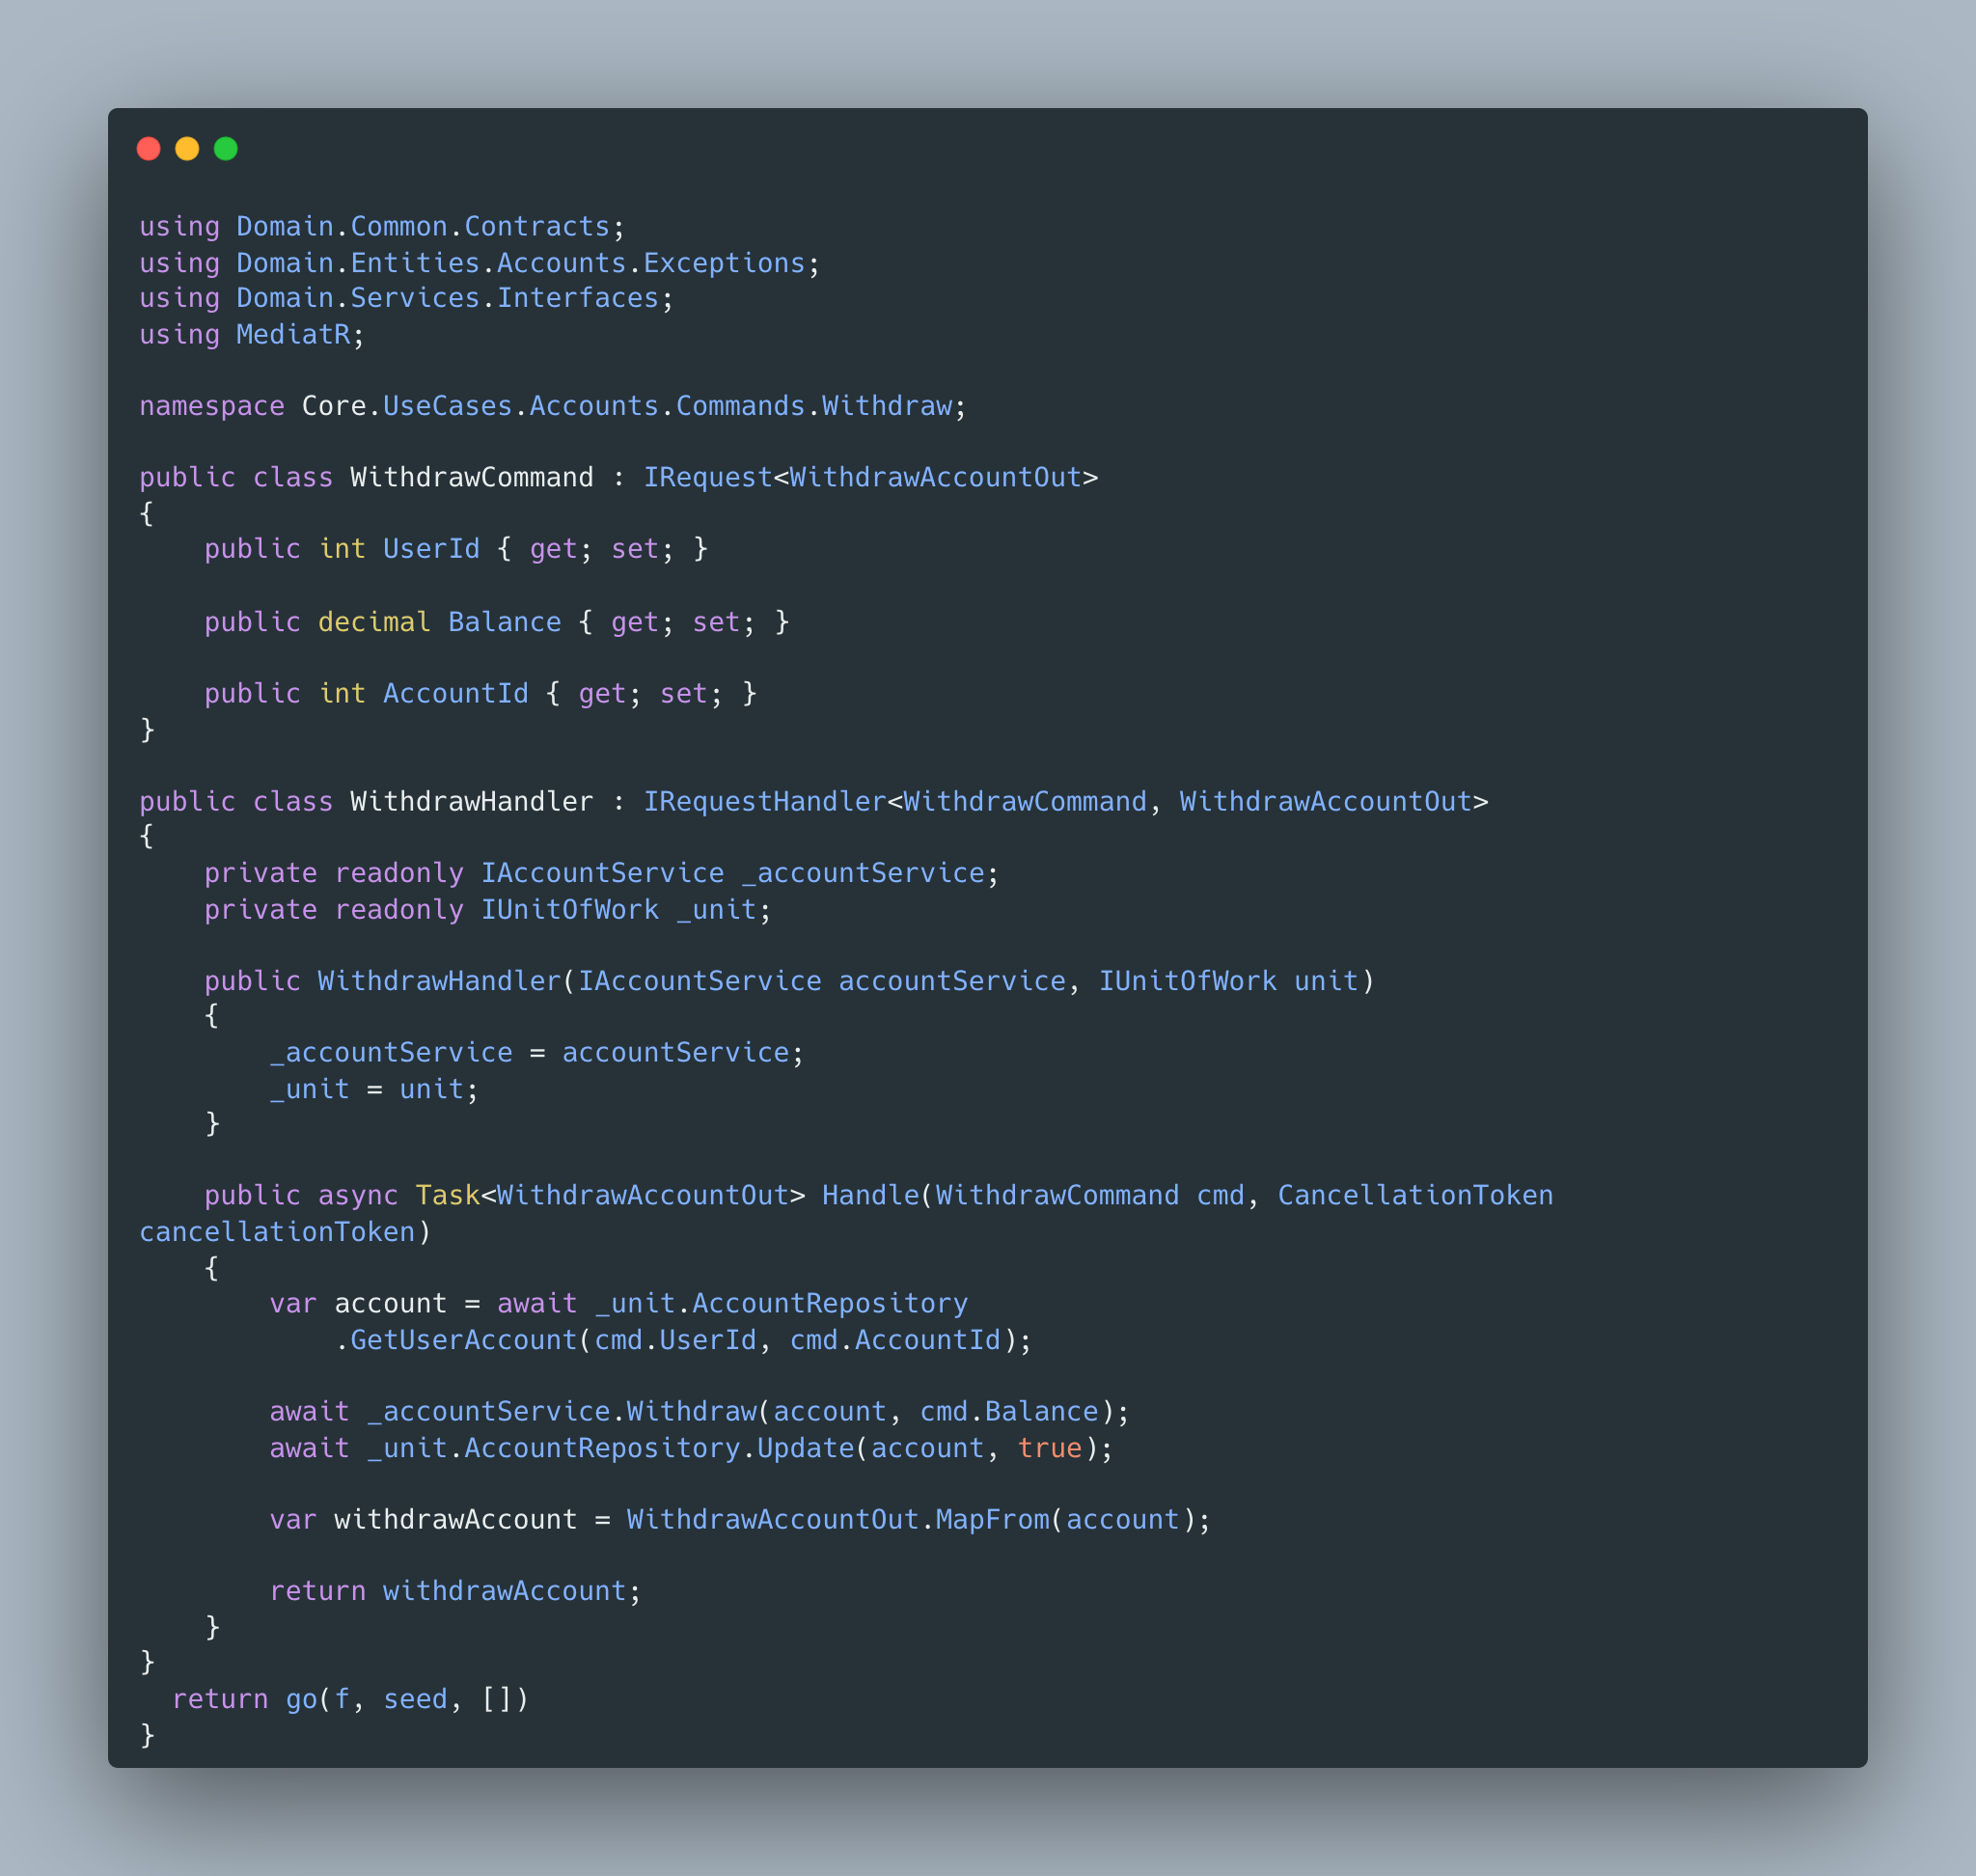 using Domain.Common.Contracts;
using Domain.Entities.Accounts.Exceptions;
using Domain.Services.Interfaces;
using MediatR;

namespace Core.UseCases.Accounts.Commands.Withdraw;

public class WithdrawCommand : IRequest<WithdrawAccountOut>
{
    public int UserId { get; set; }

    public decimal Balance { get; set; }

    public int AccountId { get; set; }
}

public class WithdrawHandler : IRequestHandler<WithdrawCommand, WithdrawAccountOut>
{
    private readonly IAccountService _accountService;
    private readonly IUnitOfWork _unit;

    public WithdrawHandler(IAccountService accountService, IUnitOfWork unit)
    {
        _accountService = accountService;
        _unit = unit;
    }

    public async Task<WithdrawAccountOut> Handle(WithdrawCommand cmd, CancellationToken
cancellationToken)
    {
        var account = await _unit.AccountRepository
            .GetUserAccount(cmd.UserId, cmd.AccountId);

        await _accountService.Withdraw(account, cmd.Balance);
        await _unit.AccountRepository.Update(account, true);

        var withdrawAccount = WithdrawAccountOut.MapFrom(account);

        return withdrawAccount;
    }
}
  return go(f, seed, [])
}